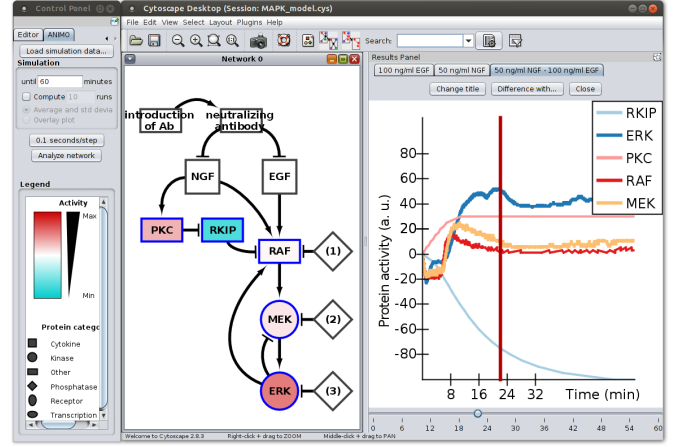 Control Panel
Cytoscape Desktop (Session: MAPK_model.cys)
File Edit View Select Layout Plugins Help
Search:
Editor ANIMO
Load simulation data...
Simulation
until 60 minutes
Compute 10 runs
Average and std devia
Overlay plot
0.1 seconds/step
Analyze network
Legend
Activity
Max
Min
Protein categ
Cytokine
Kinase
Other
Phosphatase
Receptor
Transcription
Network 0
introduction
of Ab
neutralizing
antibody
NGF
EGF
PKC
RKIP
RAF
(1)
MEK
(2)
ERK
(3)
Welcome to Cytoscape 2.8.3 Right-click + drag to ZOOM Middle-click + drag to PAN
Results Panel
100 ng/ml EGF 50 ng/ml NGF 50 ng/ml NGF - 100 ng/ml EGF
Change title Difference with... Close
RKIP
ERK
PKC
RAF
MEK
Protein activity (a. u.)
80
60
40
20
0
-20
-40
-60
-80
8 16 24 32 Time (min)
0 6 12 18 24 30 36 42 48 54 60